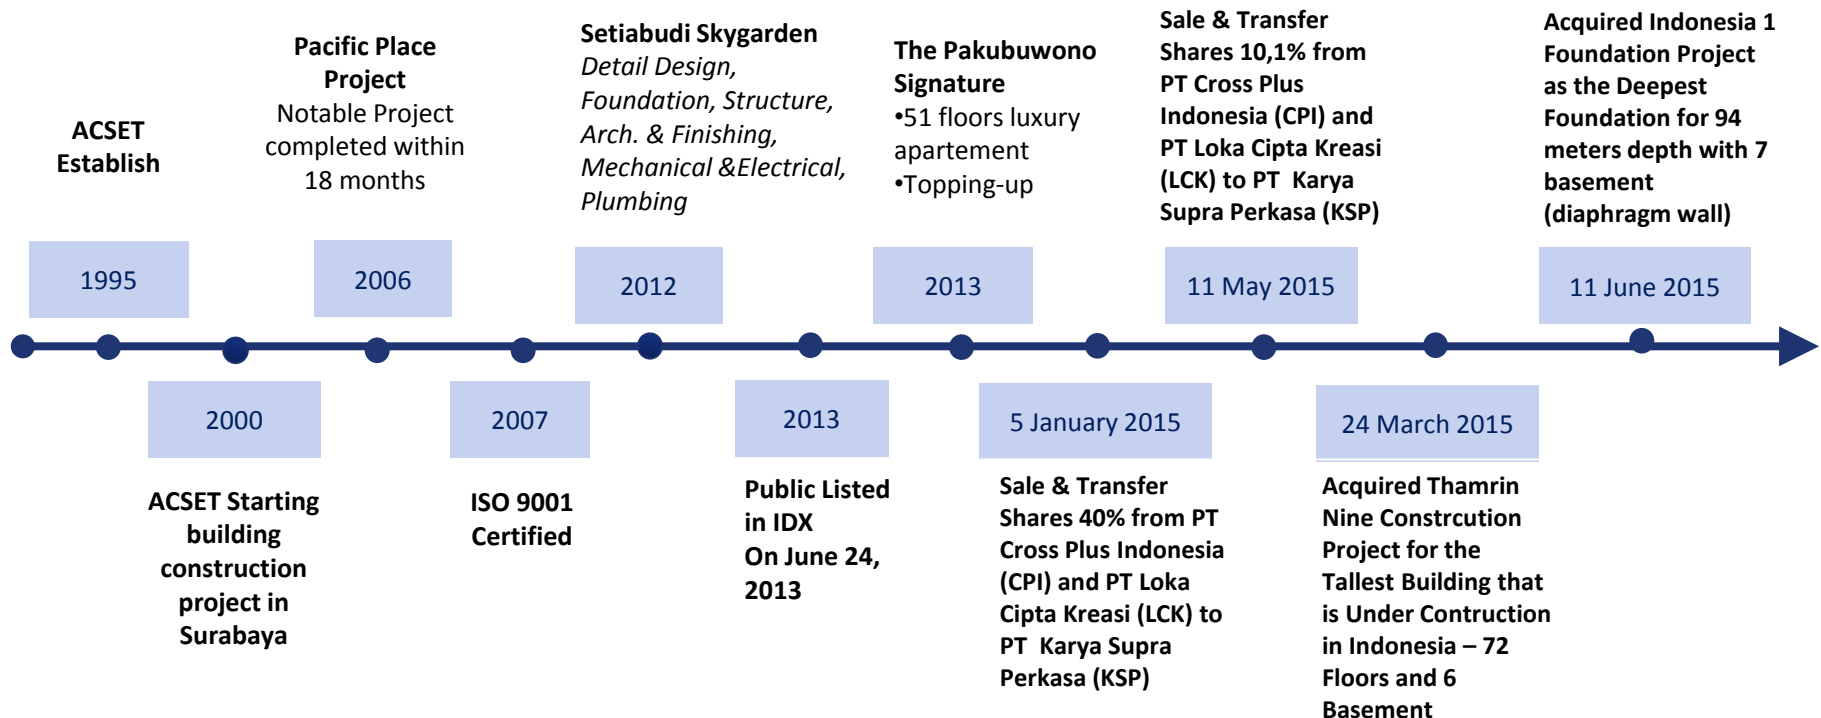 ACSET
Establish
1995
2000
ACSET Starting
building
construction
project in
Surabaya
Pacific Place
Project
Notable Project
completed within
18 months
2006
2007
ISO 9001
Certified
Setiabudi Skygarden
Detail Design,
Foundation, Structure,
Arch. & Finishing,
Mechanical &Electrical,
Plumbing
2012
2013
Public Listed
in IDX
On June 24,
2013
The Pakubuwono
Signature
•51 floors luxury
apartement
•Topping-up
2013
5 January 2015
Sale & Transfer
Shares 40% from PT
Cross Plus Indonesia
(CPI) and PT Loka
Cipta Kreasi (LCK) to
PT Karya Supra
Perkasa (KSP)
Sale & Transfer
Shares 10,1% from
PT Cross Plus
Indonesia (CPI) and
PT Loka Cipta Kreasi
(LCK) to PT Karya
Supra Perkasa (KSP)
11 May 2015
24 March 2015
Acquired Thamrin
Nine Constrcution
Project for the
Tallest Building that
is Under Contruction
in Indonesia – 72
Floors and 6
Basement
Acquired Indonesia 1
Foundation Project
as the Deepest
Foundation for 94
meters depth with 7
basement
(diaphragm wall)
11 June 2015